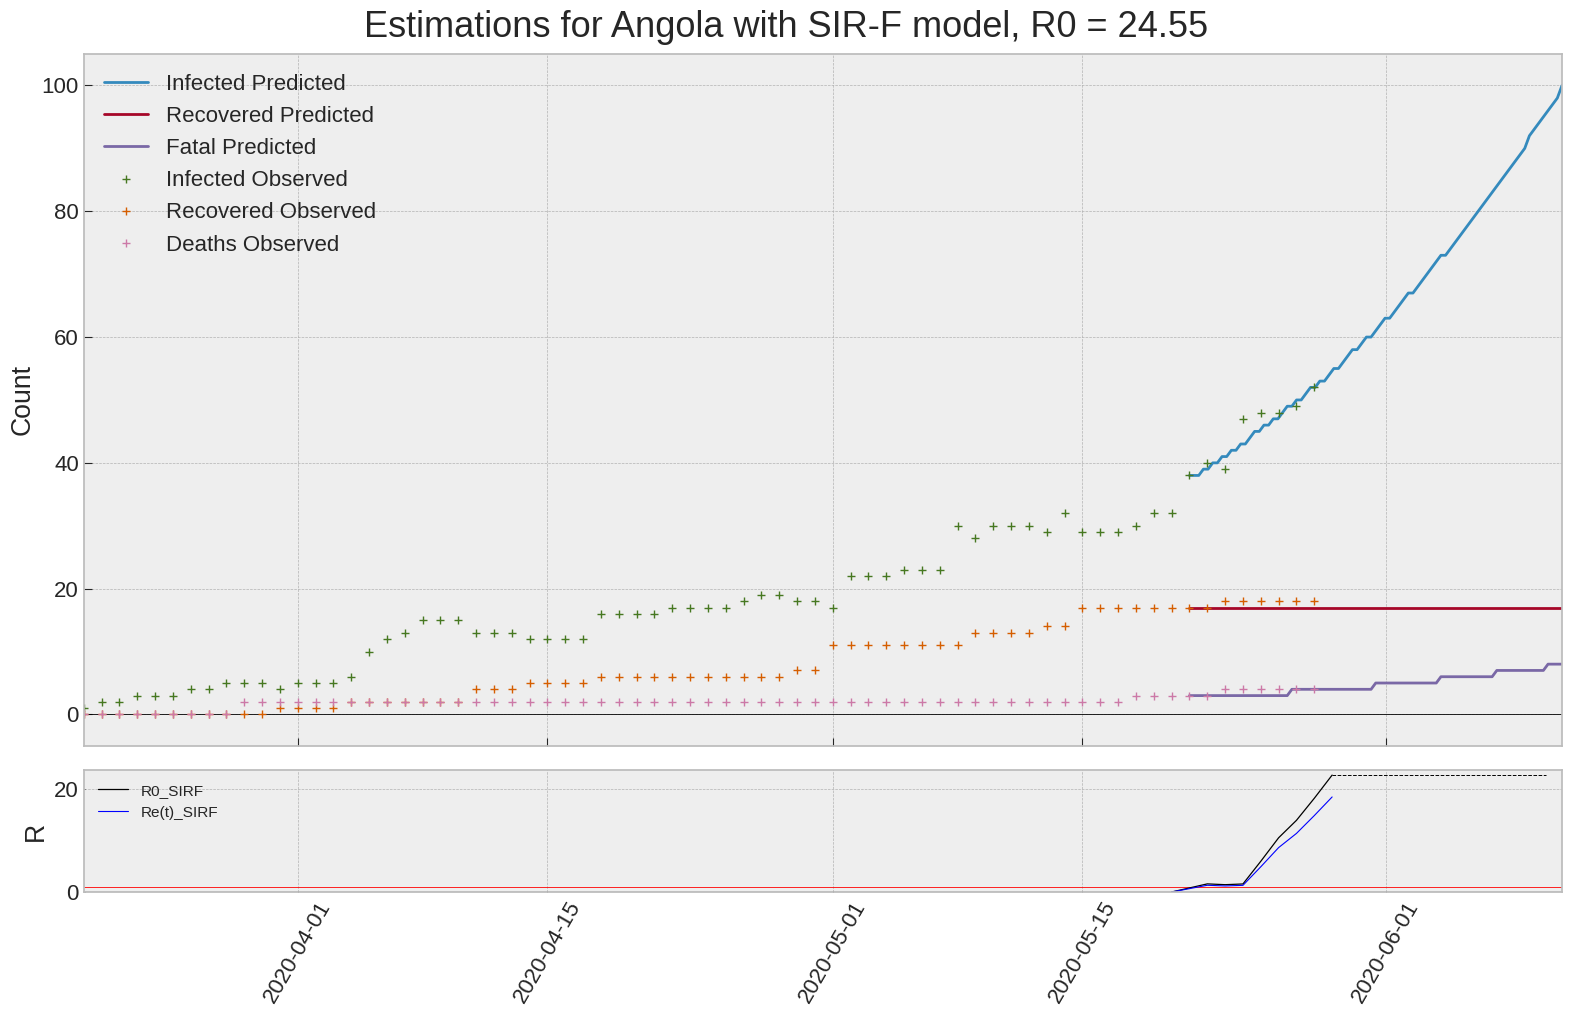 Estimations for Angola with SIR-F model, R0 = 24.55
100
80
60
40
20
0
Count
Infected Predicted
Recovered Predicted
Fatal Predicted
Infected Observed
Recovered Observed
Deaths Observed
20
0
R
R0_SIRF
Re(t)_SIRF
2020-04-01
2020-04-15
2020-05-01
2020-05-15
2020-06-01